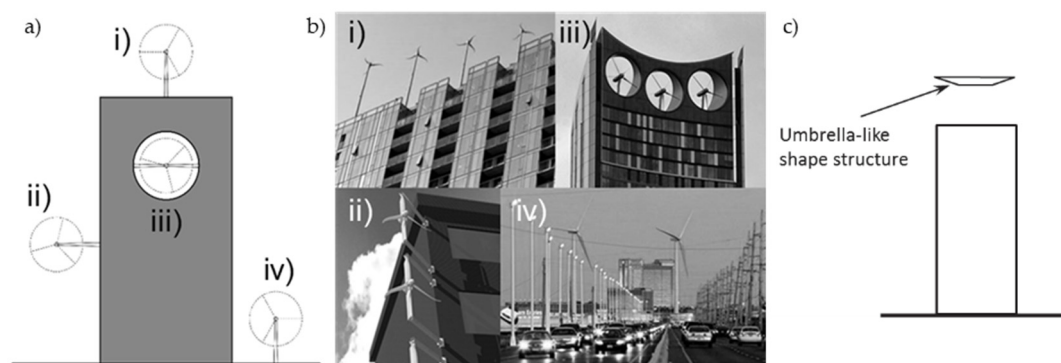 a)
i)
ii)
iii)
iv)
b)
i)
iii)
ii)
iv)
c)
Umbrella-like
shape structure